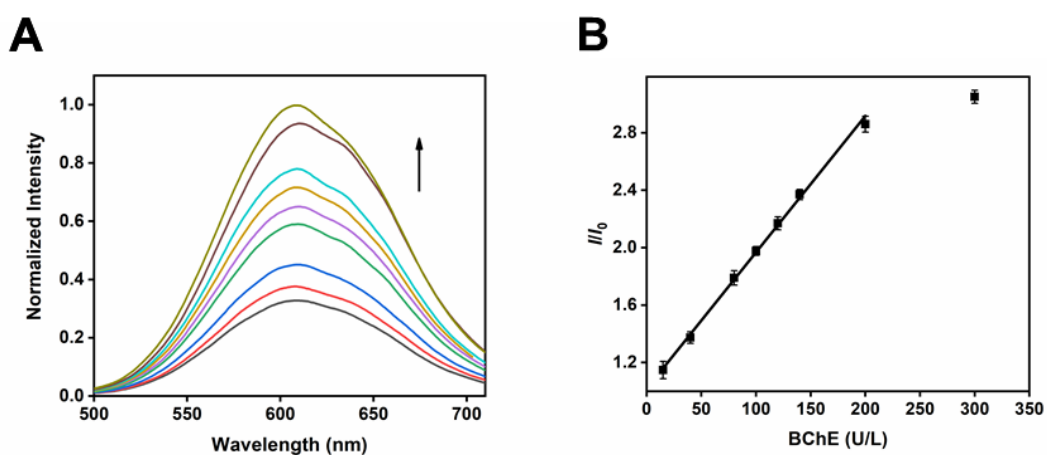 A
Normalized Intensity
1.0
0.8
0.6
0.4
0.2
0.0
500 550 600 650 700
Wavelength (nm)
B
I/I0
2.8
2.4
2.0
1.6
1.2
0 50 100 150 200 250 300 350
BChE (U/L)